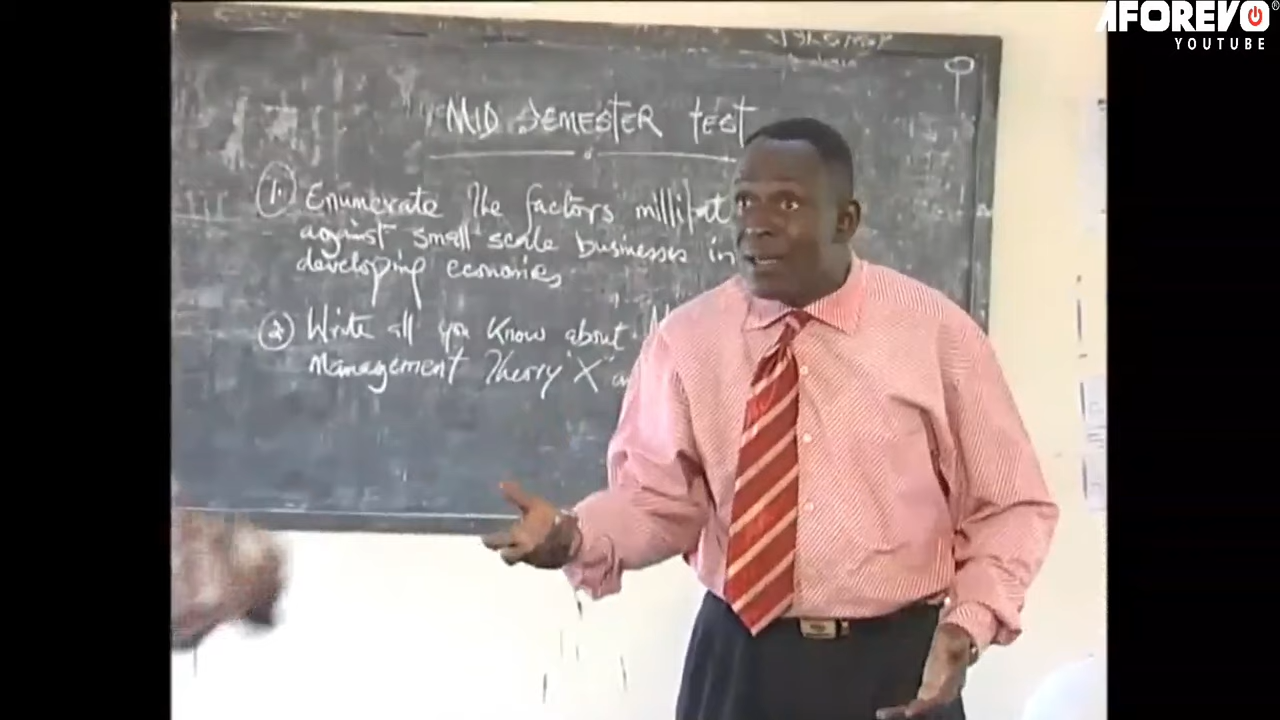 AFOREVO
YOUTUBE
MID SEMESTER TEST
1. Enumerate The factors millitat
against small scale businesses in
developing economies
2 Write all you Know about
Management Theory "X"